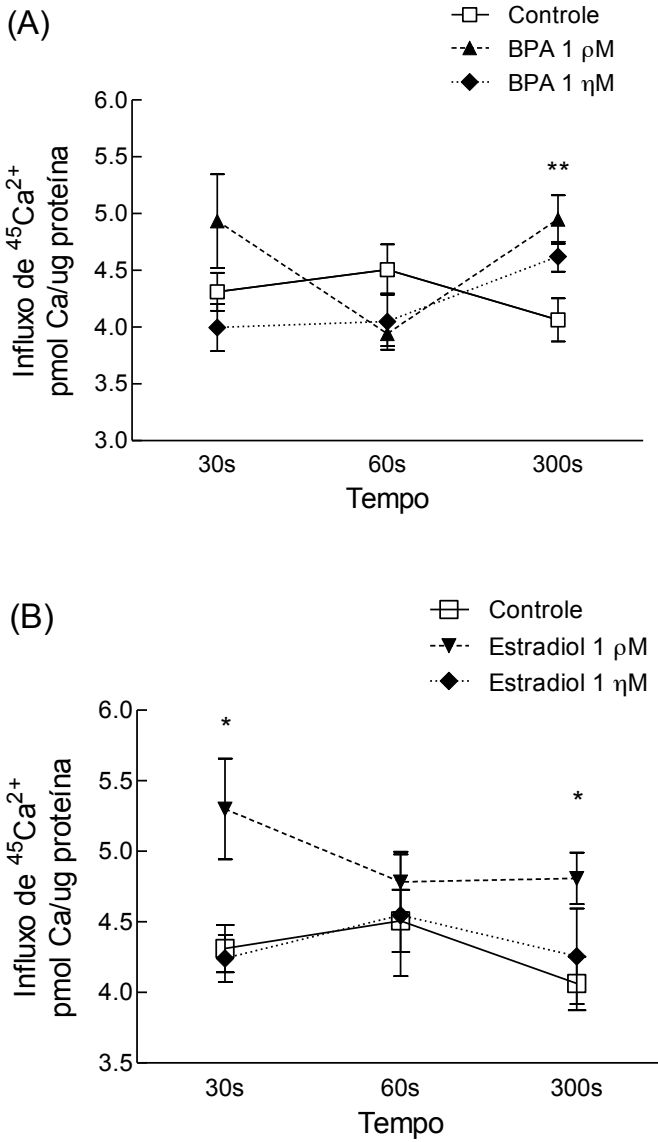 (A)
Controle
BPA 1 ρM
BPA 1 ηM
Influxo de ⁴⁵Ca²⁺
pmol Ca/ug proteína
6.0
5.5
5.0
4.5
4.0
3.5
3.0
**
30s
60s
300s
Tempo
(B)
Controle
Estradiol 1 ρM
Estradiol 1 ηM
Influxo de ⁴⁵Ca²⁺
pmol Ca/ug proteína
6.0
5.5
5.0
4.5
4.0
3.5
*
*
30s
60s
300s
Tempo